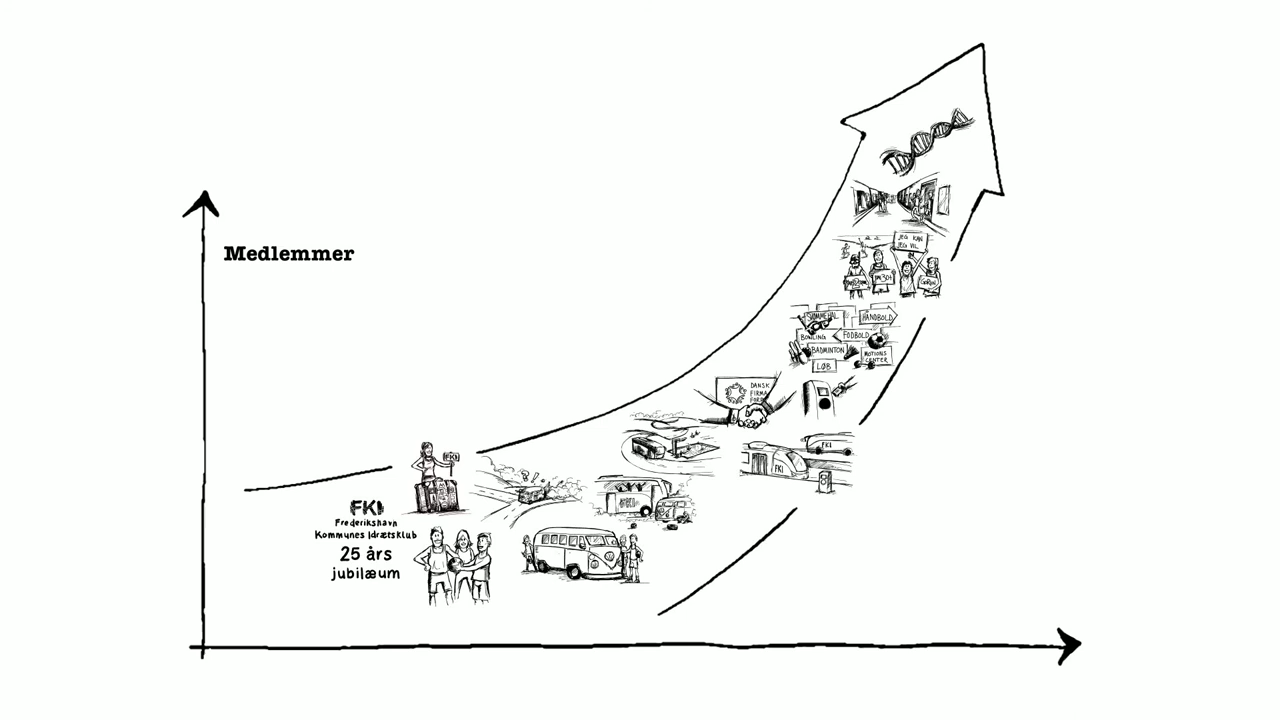 Medlemmer
FKI
FKI
Frederikshavn
Kommunes Idrætsklub
25 års
jubilæum
DANSK
FIRMA
FKI
FKI
SVØMMEHAL
HÅNDBOLD
BOWLING
FODBOLD
BADMINTON
MOTIONS
CENTER
LØB
JEG KAN
JEG VIL